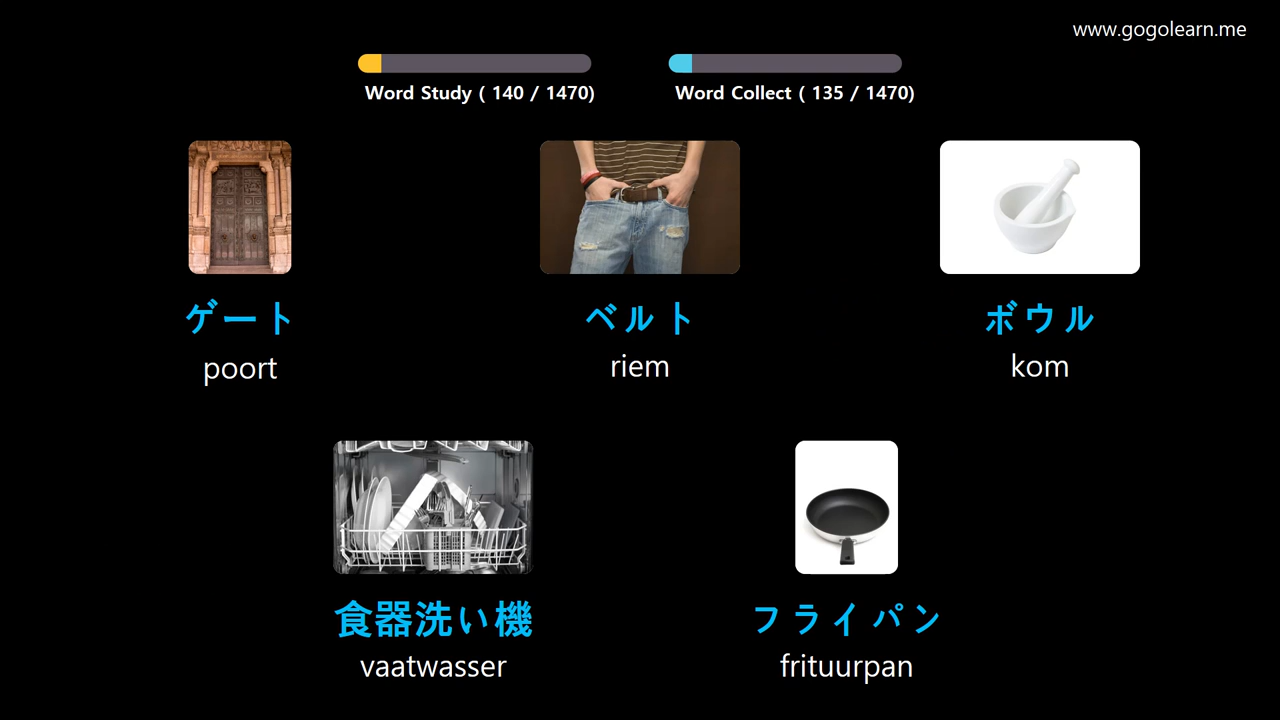 www.gogolearn.me
Word Study ( 140 / 1470)
Word Collect ( 135 / 1470)
ゲート
poort
ベルト
riem
ボウル
kom
食器洗い機
vaatwasser
フライパン
frituurpan